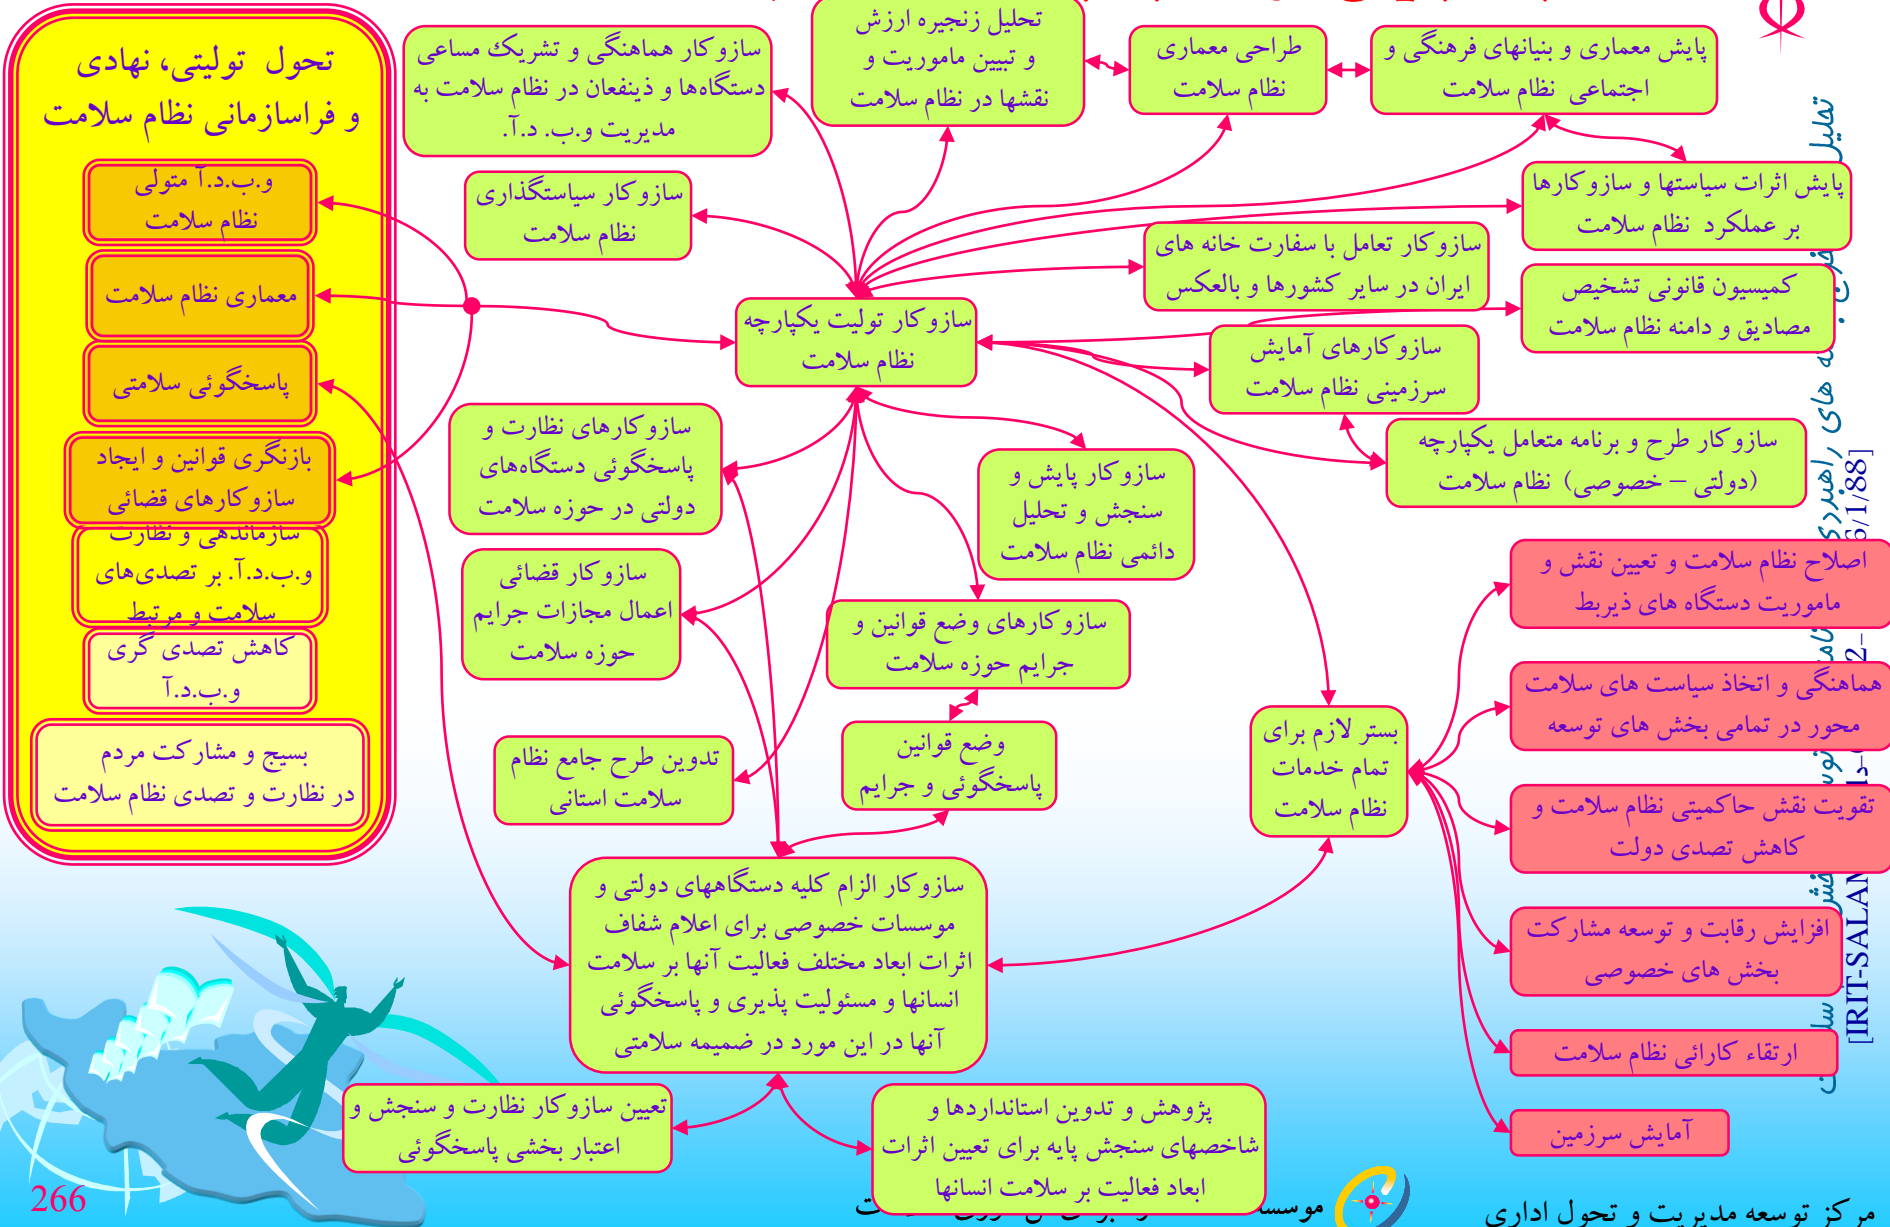 تحول تولیتی، نهادی
و فراسازمانی نظام سلامت
و.ب.د.آ متولی
نظام سلامت
معماری نظام سلامت
پاسخگوئی سلامتی
بازنگری قوانین و ایجاد
سازوکارهای قضائی
سازماندهی و نظارت
و.ب.د.آ. بر تصدی‌های
سلامت و مرتبط
کاهش تصدی گری
و.ب.د.آ
بسیج و مشارکت مردم
در نظارت و تصدی نظام سلامت
سازوکار هماهنگی و تشریك مساعی
دستگاه‌ها و ذینفعان در نظام سلامت به
مدیریت و.ب. د.آ.
تحلیل زنجیره ارزش
و تبیین ماموریت و
نقشها در نظام سلامت
طراحی معماری
نظام سلامت
پایش معماری و بنیانهای فرهنگی و
اجتماعی نظام سلامت
سازوکار سیاستگذاری
نظام سلامت
پایش اثرات سیاستها و سازوکارها
بر عملکرد نظام سلامت
سازوکار تعامل با سفارت خانه های
ایران در سایر کشورها و بالعکس
کمیسیون قانونی تشخیص
مصادیق و دامنه نظام سلامت
سازوکار تولیت یکپارچه
نظام سلامت
سازوکارهای آمایش
سرزمینی نظام سلامت
سازوکار طرح و برنامه متعامل یکپارچه
(دولتی – خصوصی) نظام سلامت
سازوکارهای نظارت و
پاسخگوئی دستگاه‌های
دولتی در حوزه سلامت
سازوکار پایش و
سنجش و تحلیل
دائمی نظام سلامت
سازوکار قضائی
اعمال مجازات جرایم
حوزه سلامت
سازوکارهای وضع قوانین و
جرایم حوزه سلامت
وضع قوانین
پاسخگوئی و جرایم
تدوین طرح جامع نظام
سلامت استانی
بستر لازم برای
تمام خدمات
نظام سلامت
اصلاح نظام سلامت و تعیین نقش و
ماموریت دستگاه های ذیربط
هماهنگی و اتخاذ سیاست های سلامت
محور در تمامی بخش های توسعه
تقویت نقش حاکمیتی نظام سلامت و
کاهش تصدی دولت
افزایش رقابت و توسعه مشارکت
بخش های خصوصی
ارتقاء کارائی نظام سلامت
آمایش سرزمین
سازوکار الزام کلیه دستگاههای دولتی و
موسسات خصوصی برای اعلام شفاف
اثرات ابعاد مختلف فعالیت آنها بر سلامت
انسانها و مسئولیت پذیری و پاسخگوئی
آنها در این مورد در ضمیمه سلامتی
تعیین سازوکار نظارت و سنجش و
اعتبار بخشی پاسخگوئی
پژوهش و تدوین استانداردها و
شاخصهای سنجش پایه برای تعیین اثرات
ابعاد فعالیت بر سلامت انسانها
تحلیل
های راهبردی
6/1/88]
[IRIT-SALAM
266
مرکز توسعه مدیریت و تحول اداری